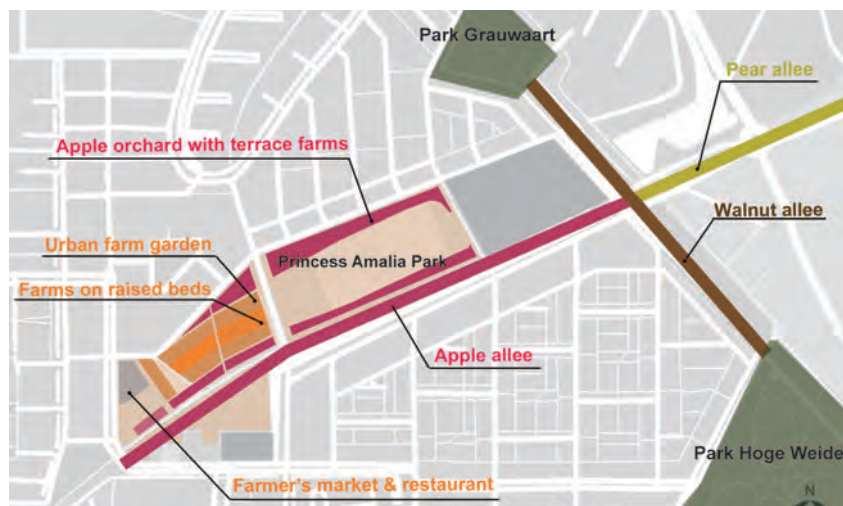 Park Grauwaart
Pear allee
Apple orchard with terrace farms
Walnut allee
Urban farm garden
Princess Amalia Park
Farms on raised beds
Apple allee
Park Hoge Weide
Farmer's market & restaurant
N